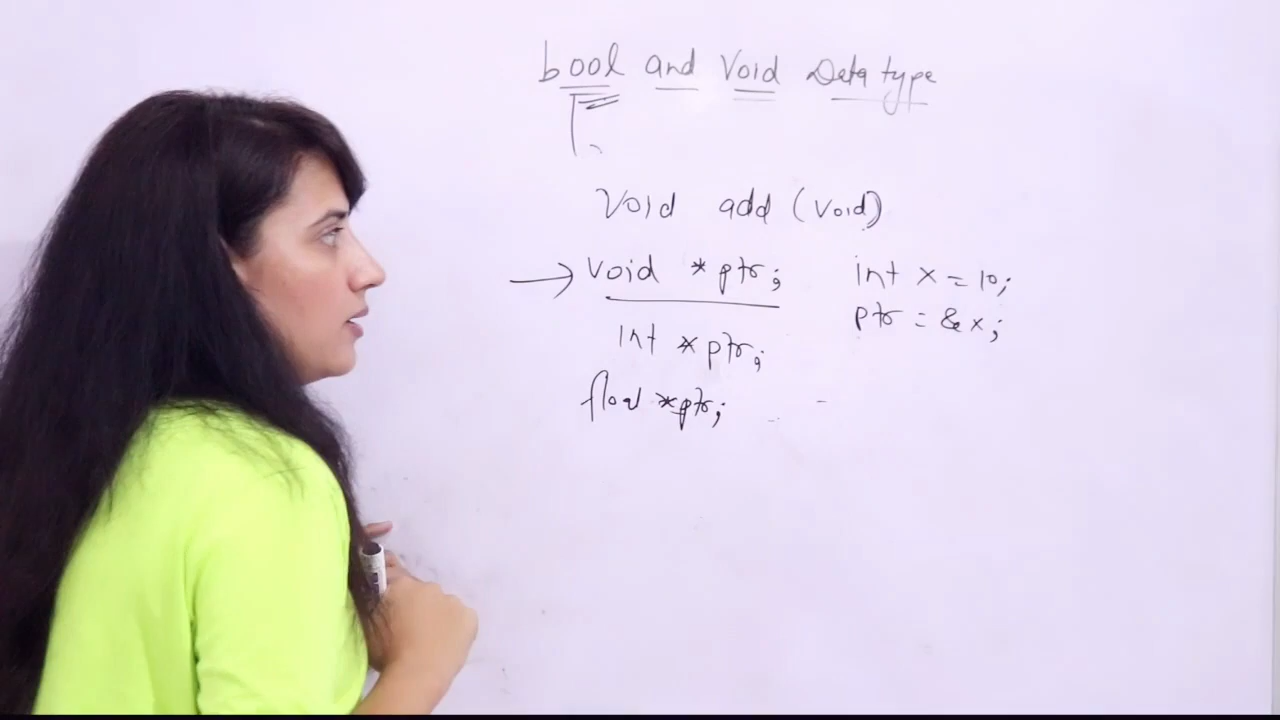 bool and Void Data type
Void add (Void)
void *ptr;
int x = 10;
ptr = &x;
int *ptr;
float *ptr;